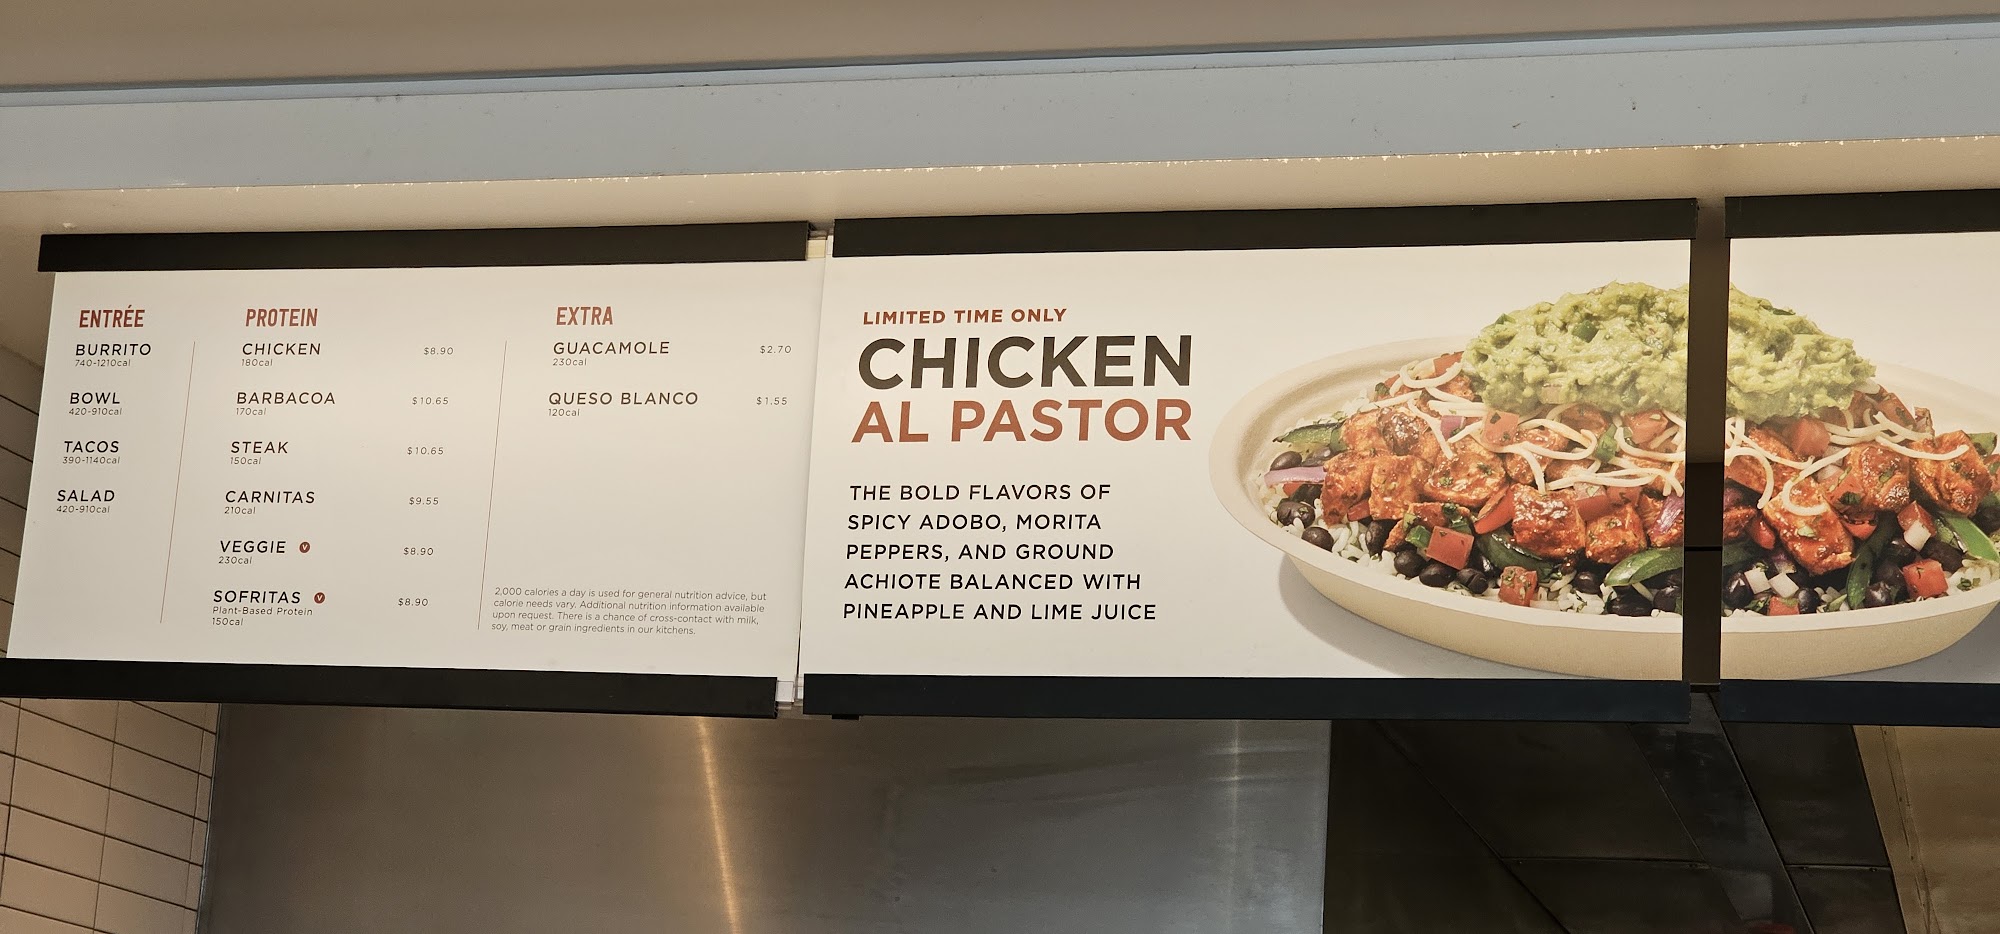 ENTRÉE
BURRITO
740-1210cal
BOWL
420-910cal
TACOS
390-1140cal
SALAD
420-910cal
PROTEIN
CHICKEN $8.90
180cal
BARBACOA $10.65
170cal
STEAK $10.65
150cal
CARNITAS $9.55
210cal
VEGGIE V $8.90
230cal
SOFRITAS V $8.90
Plant-Based Protein
150cal
EXTRA
GUACAMOLE $2.70
230cal
QUESO BLANCO $1.55
120cal
2,000 calories a day is used for general nutrition advice, but
calorie needs vary. Additional nutrition information available
upon request. There is a chance of cross-contact with milk,
soy, meat or grain ingredients in our kitchens.
LIMITED TIME ONLY
CHICKEN
AL PASTOR
THE BOLD FLAVORS OF
SPICY ADOBO, MORITA
PEPPERS, AND GROUND
ACHIOTE BALANCED WITH
PINEAPPLE AND LIME JUICE